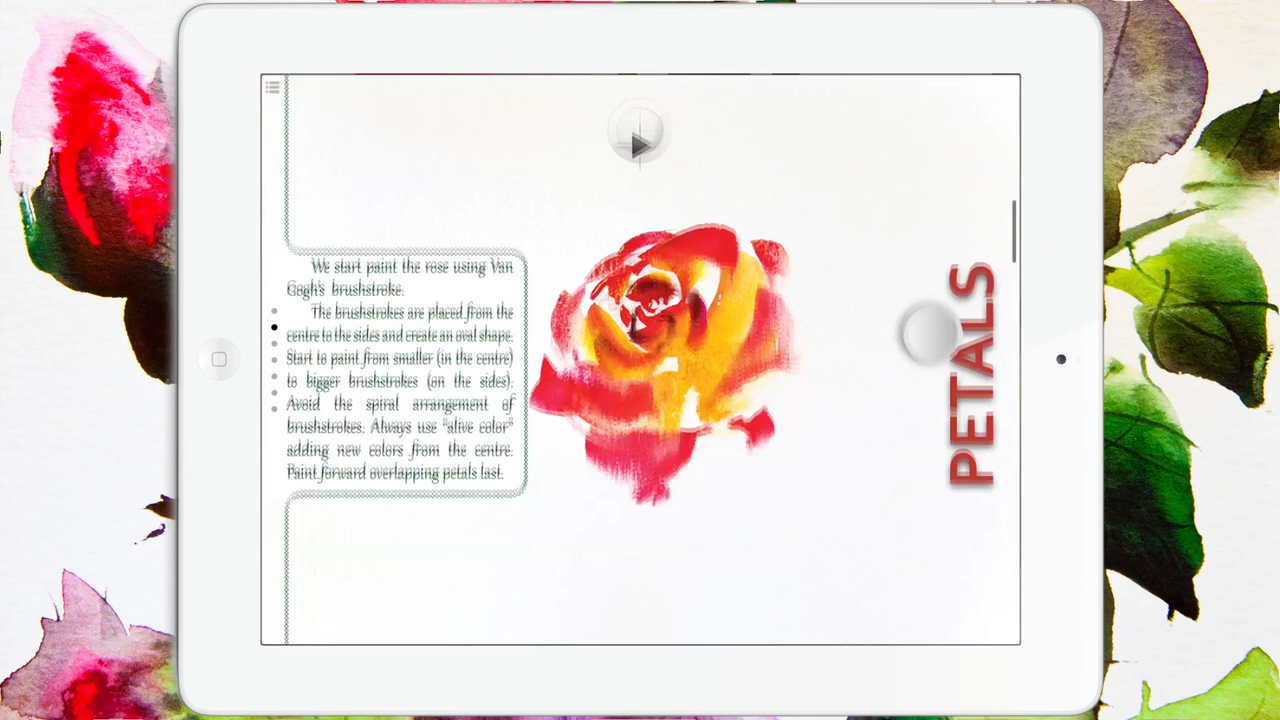 We start paint the rose using Van
Gogh's brushstroke.
The brushstrokes are placed from the
centre to the sides and create an oval shape.
Start to paint from smaller (in the centre)
to bigger brushstrokes (on the sides).
Avoid the spiral arrangement of
brushstrokes. Always use "alive color"
adding new colors from the centre.
Paint forward overlapping petals last.
PETALS